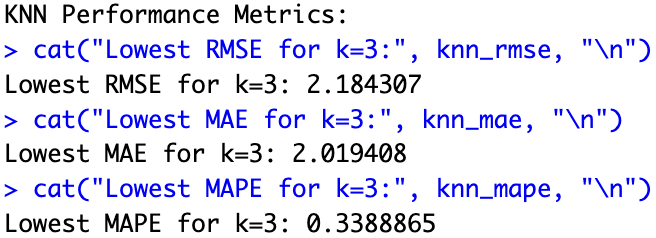 KNN Performance Metrics:
> cat("Lowest RMSE for k=3:", knn_rmse, "\n")
Lowest RMSE for k=3: 2.184307
> cat("Lowest MAE for k=3:", knn_mae, "\n")
Lowest MAE for k=3: 2.019408
> cat("Lowest MAPE for k=3:", knn_mape, "\n")
Lowest MAPE for k=3: 0.3388865